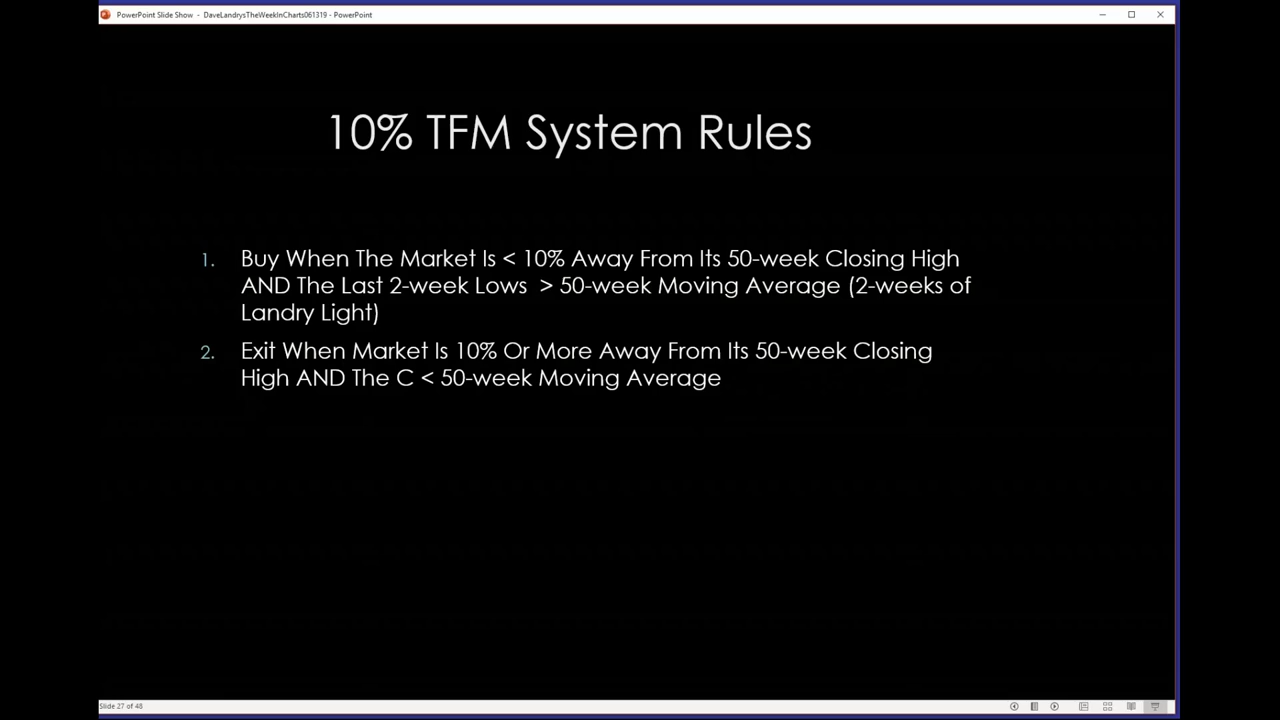 PowerPoint Slide Show - DaveLandrysTheWeekInCharts061319 - PowerPoint
10% TFM System Rules
1. Buy When The Market Is < 10% Away From Its 50-week Closing High
AND The Last 2-week Lows > 50-week Moving Average (2-weeks of
Landry Light)
2. Exit When Market Is 10% Or More Away From Its 50-week Closing
High AND The C < 50-week Moving Average
Slide 27 of 48